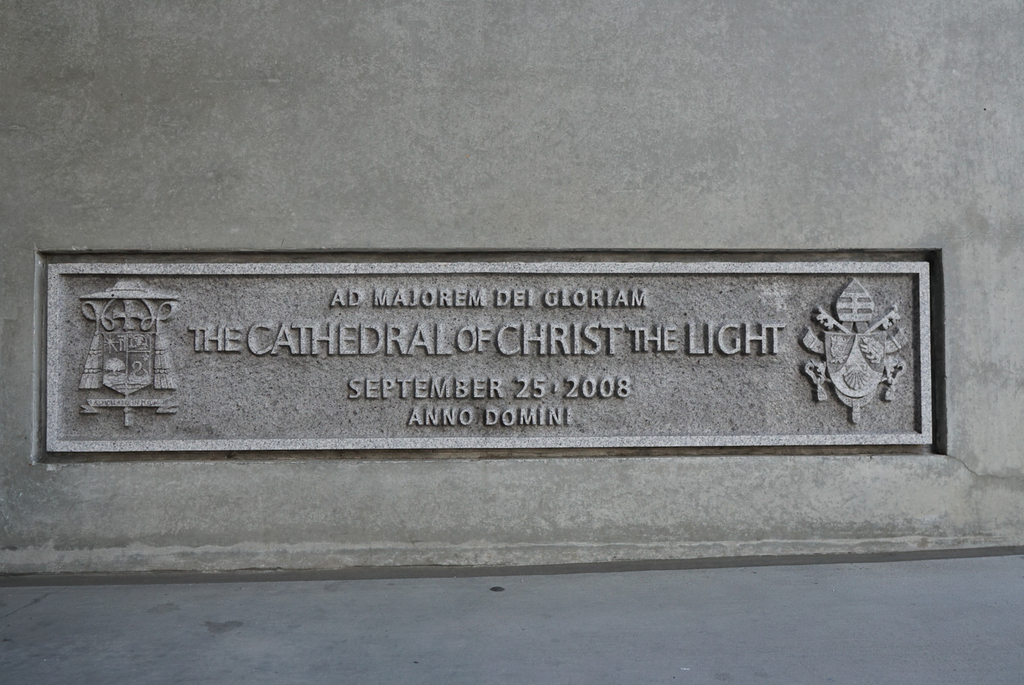 AD MAJOREM DEI GLORIAM
THE CATHEDRAL OF CHRIST THE LIGHT
SEPTEMBER 25 · 2008
ANNO DOMINI